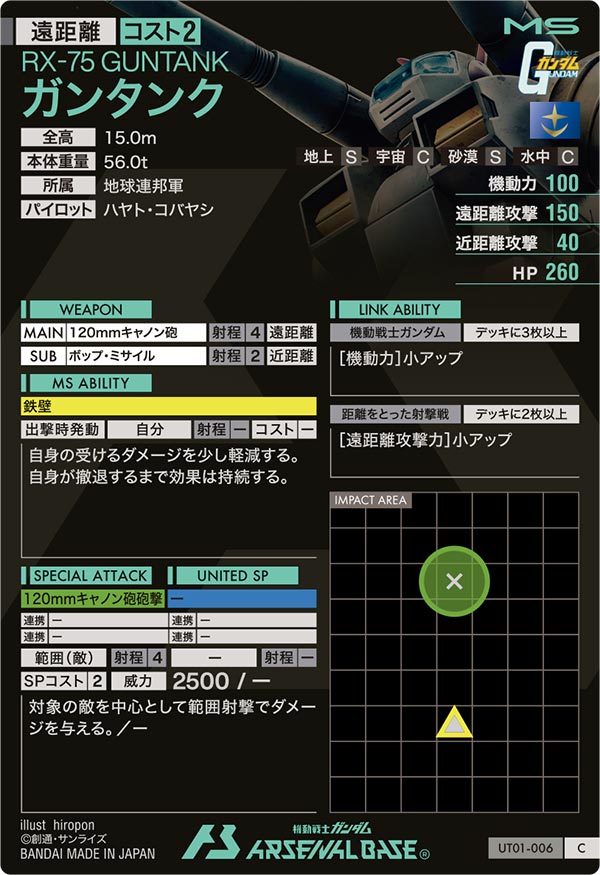 遠距離 コスト2
MS
RX-75 GUNTANK
ガンタンク
機動戦士 ガンダム GUNDAM
全高 15.0m
本体重量 56.0t
所属 地球連邦軍
パイロット ハヤト・コバヤシ
地上 S 宇宙 C 砂漠 S 水中 C
機動力 100
遠距離攻撃 150
近距離攻撃 40
HP 260
WEAPON
MAIN 120mmキャノン砲 射程 4 遠距離
SUB ボップ・ミサイル 射程 2 近距離
MS ABILITY
鉄壁
出撃時発動 自分 射程 ー コスト ー
自身の受けるダメージを少し軽減する。
自身が撤退するまで効果は持続する。
LINK ABILITY
機動戦士ガンダム デッキに3枚以上
[機動力]小アップ
距離をとった射撃戦 デッキに2枚以上
[遠距離攻撃力]小アップ
IMPACT AREA
SPECIAL ATTACK UNITED SP
120mmキャノン砲砲撃 ー
連携 ー 連携 ー
連携 ー 連携 ー
範囲(敵) 射程 4 ー 射程 ー
SPコスト 2 威力 2500 / ー
対象の敵を中心として範囲射撃でダメー
ジを与える。／ー
illust hiropon
©創通・サンライズ
BANDAI MADE IN JAPAN
機動戦士ガンダム
ARSENAL BASE®
UT01-006 C